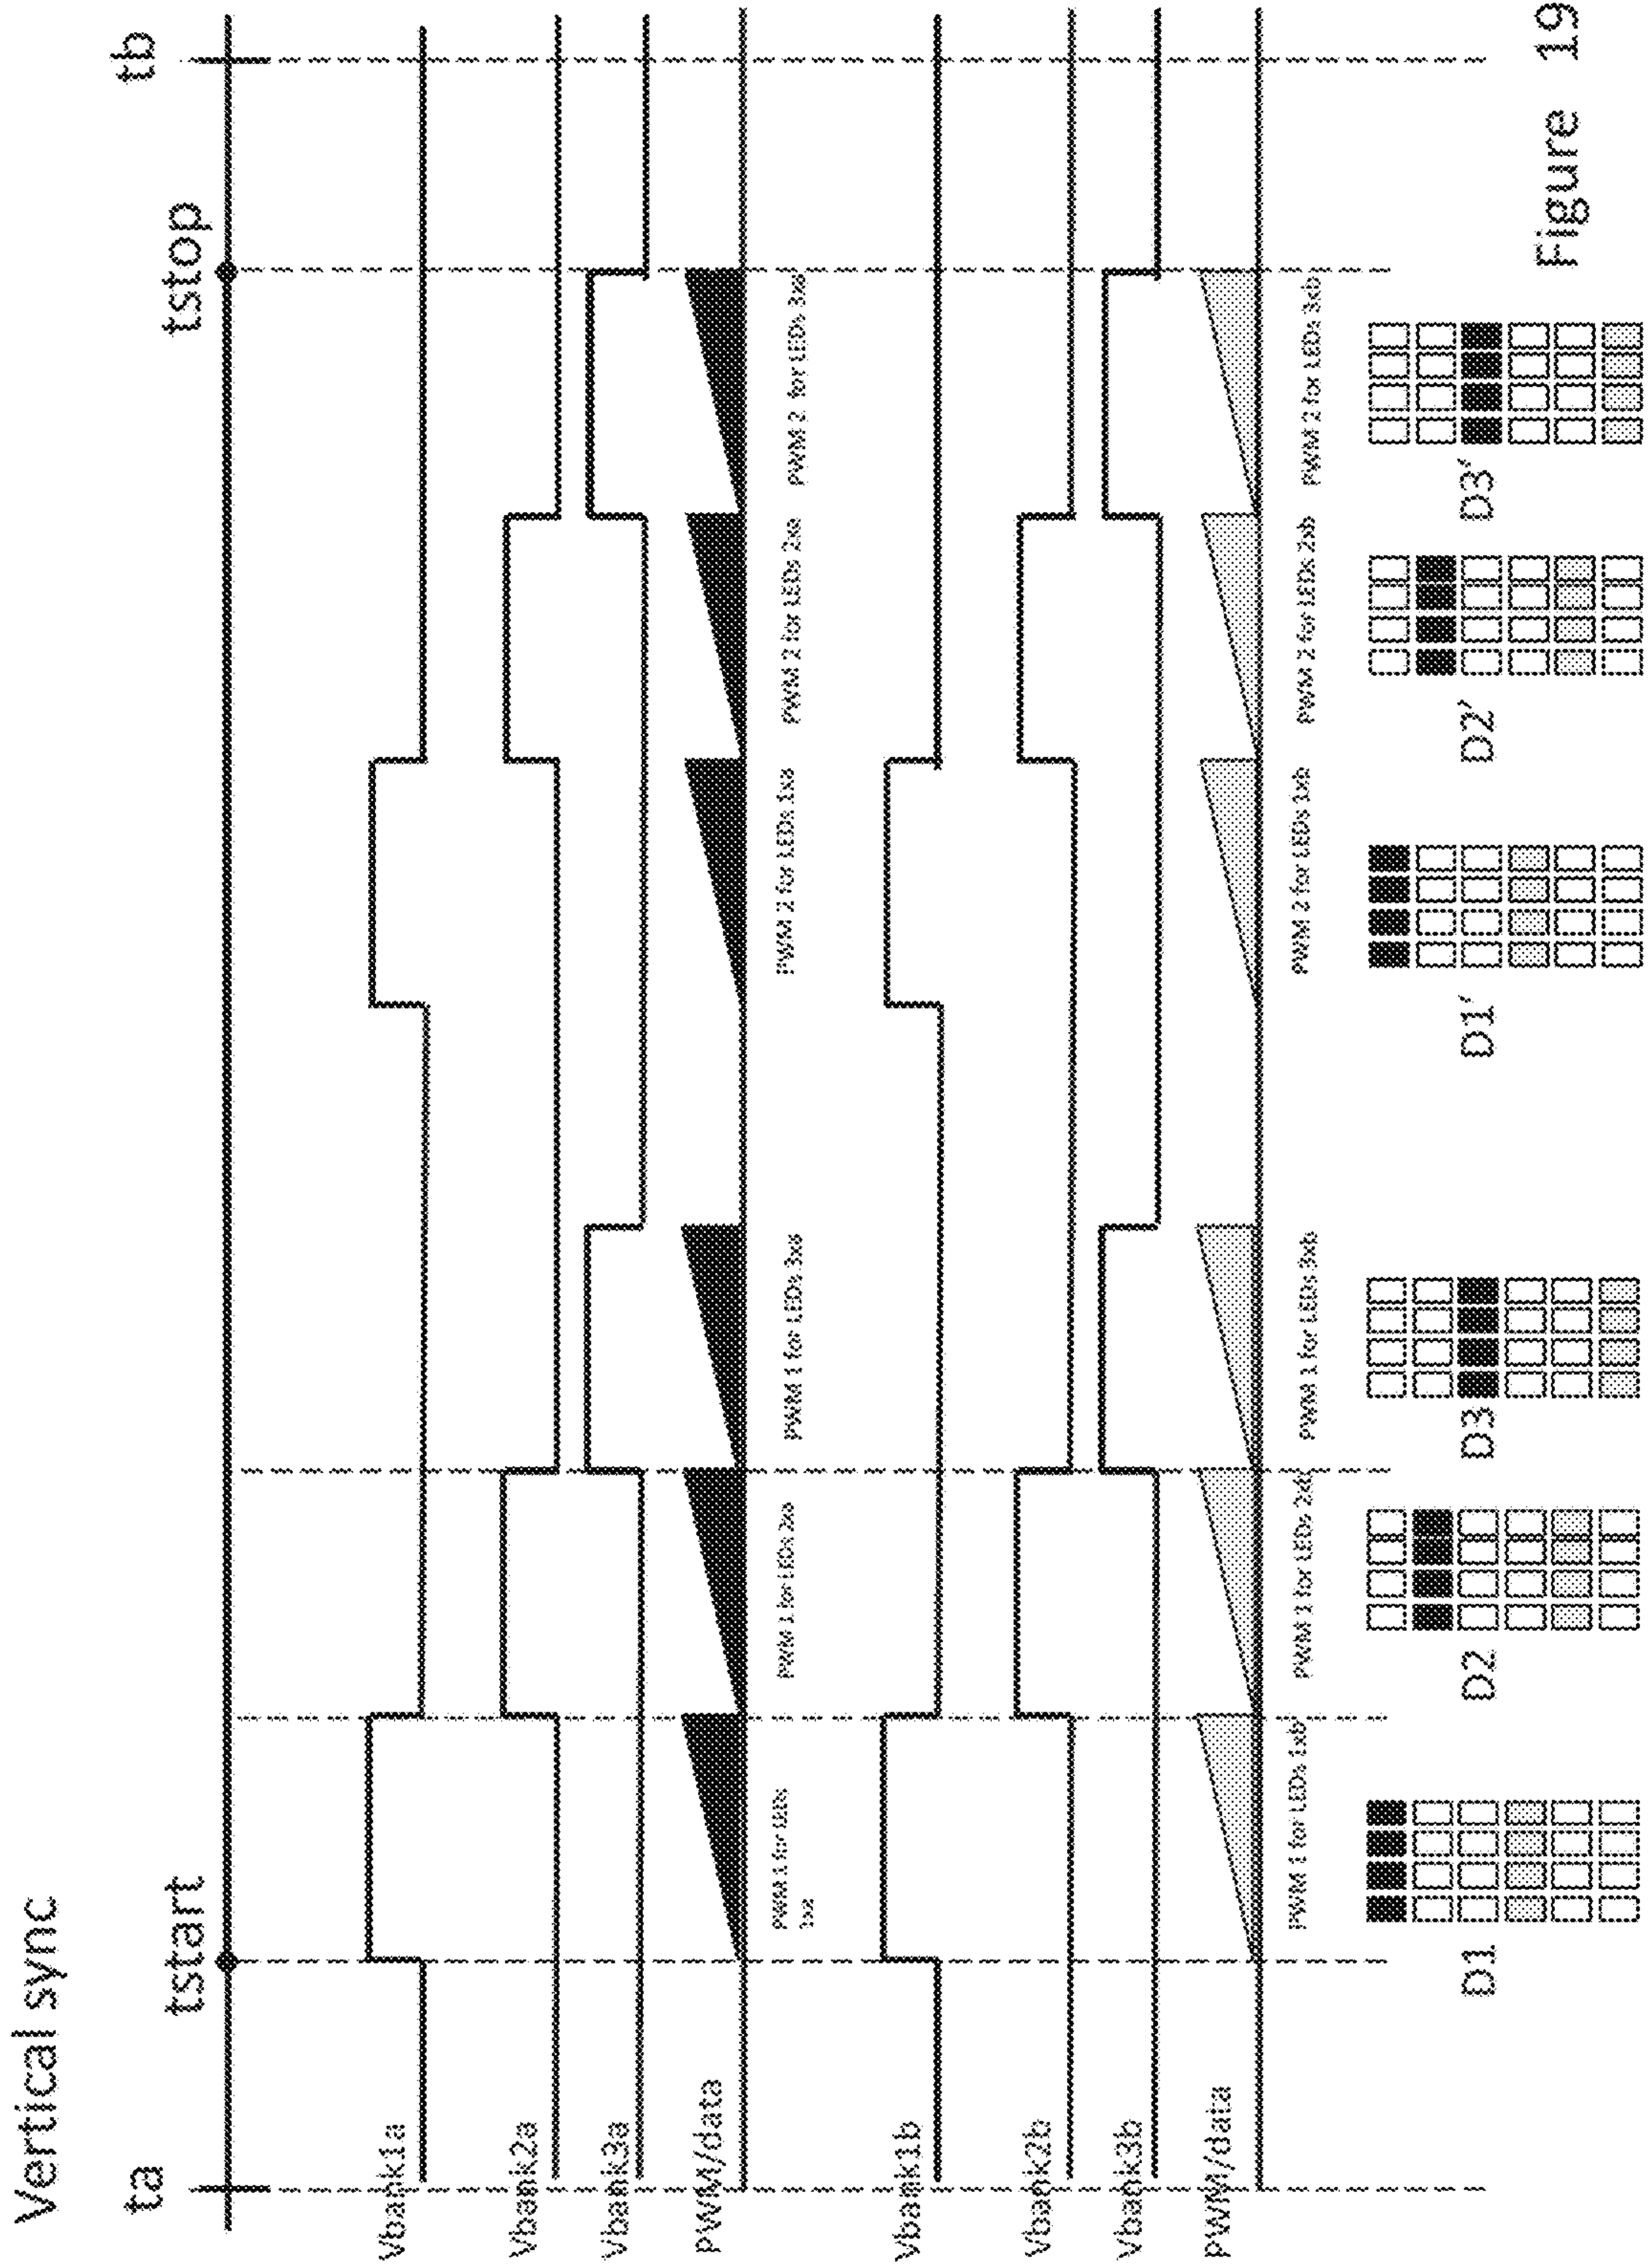 Vertical sync
ta
tstart
tstop
tb
Vbank1a
Vbank2a
Vbank3a
PWM/data
PWM 1 for LEDs
1xa
PWM 1 for LEDs 2xa
PWM 1 for LEDs 3xa
PWM 2 for LEDs 1xa
PWM 2 for LEDs 2xa
PWM 2 for LEDs 3xa
Vbank1b
Vbank2b
Vbank3b
PWM/data
PWM 1 for LEDs 1xb
PWM 1 for LEDs 2xb
PWM 1 for LEDs 3xb
PWM 2 for LEDs 1xb
PWM 2 for LEDs 2xb
PWM 2 for LEDs 3xb
D1
D2
D3
D1'
D2'
D3'
Figure 19